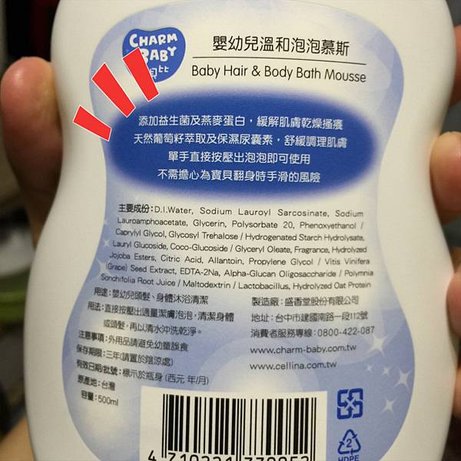 CHARM
BABY
貝比
嬰幼兒溫和泡泡慕斯
Baby Hair & Body Bath Mousse
添加益生菌及燕麥蛋白，緩解肌膚乾燥搔癢
天然葡萄籽萃取及保濕尿囊素，舒緩調理肌膚
單手直接按壓出泡泡即可使用
不需擔心為寶貝翻身時手滑的風險
主要成份：D.I.Water, Sodium Lauroyl Sarcosinate, Sodium
Lauroamphoacetate, Glycerin, Polysorbate 20, Phenoxyethanol /
Caprylyl Glycol, Glycosyl Trehalose / Hydrogenated Starch Hydrolysate,
Lauryl Glucoside, Coco-Glucoside / Glyceryl Oleate, Fragrance, Hydrolyzed
Jojoba Esters, Citric Acid, Allantoin, Propylene Glycol / Vitis Vinifera
(Grape) Seed Extract, EDTA-2Na, Alpha-Glucan Oligosaccharide / Polymnia
Sonchifolia Root Juice / Maltodextrin / Lactobacillus, Hydrolyzed Oat Protein
用途：嬰幼兒頭髮、身體沐浴清潔
用法：直接按壓出適量潔膚泡泡，清潔身體
或頭髮，再以清水沖洗乾淨。
注意事項：外用品請避免幼童誤食
保存期限：三年(請置於陰涼處)
有效日期/批號：標示於瓶身 (西元 年/月)
原產地：台灣
容量：500ml
製造廠：盛香堂股份有限公司
地址：台中市建國南路一段112號
消費者服務專線：0800-422-087
www.charm-baby.com.tw
www.cellina.com.tw
2
HDPE